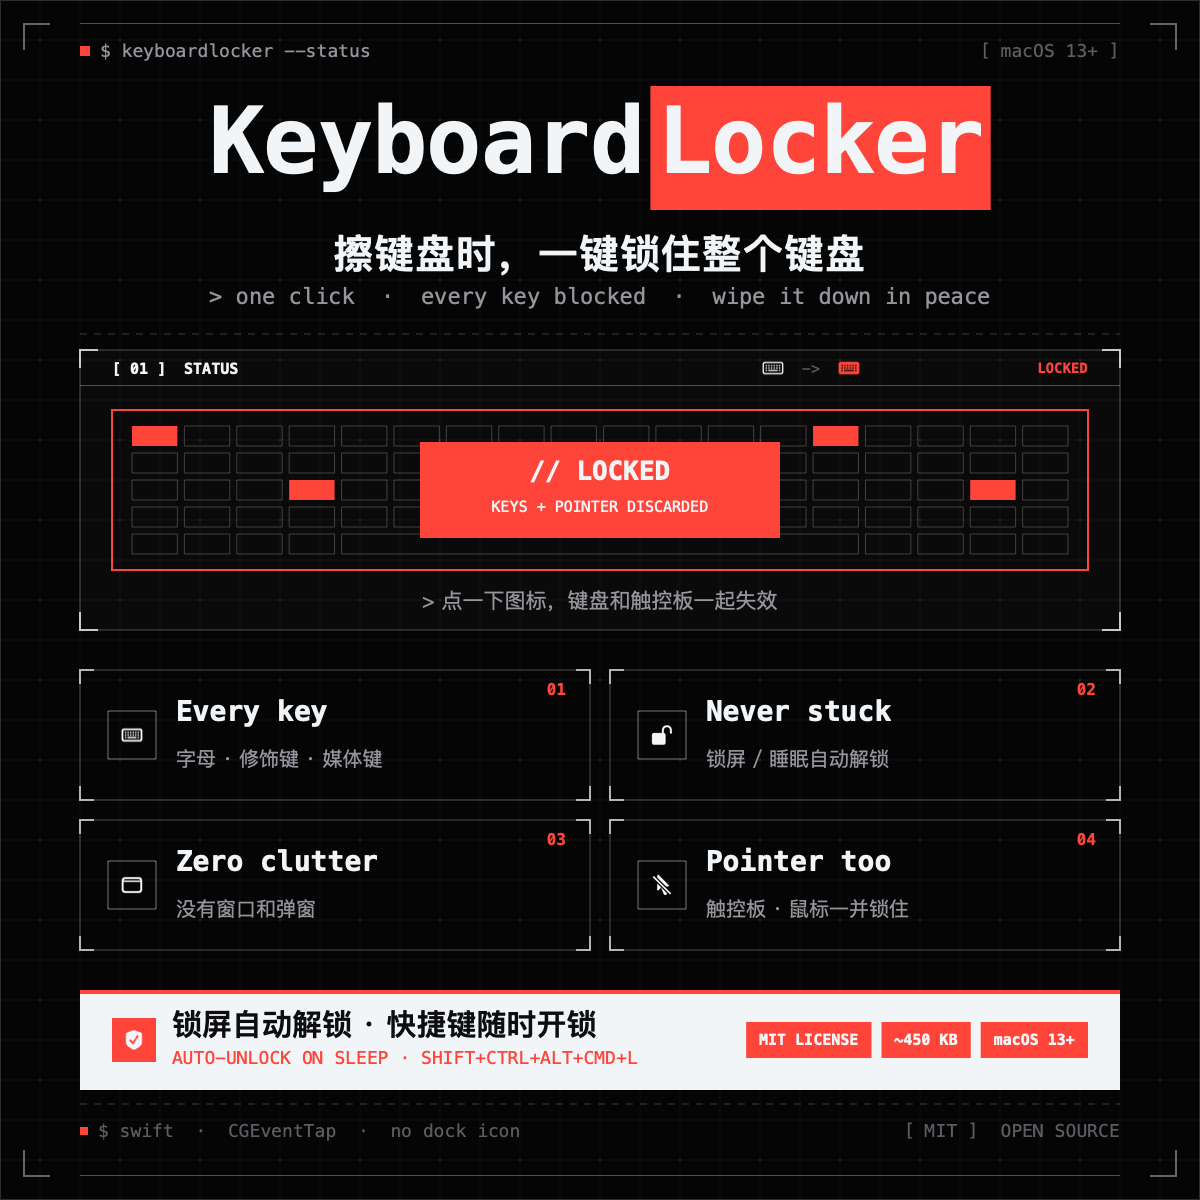 $ keyboardlocker --status
[ macOS 13+ ]
KeyboardLocker
擦键盘时，一键锁住整个键盘
> one click · every key blocked · wipe it down in peace
[ 01 ] STATUS
-> LOCKED
// LOCKED
KEYS + POINTER DISCARDED
> 点一下图标，键盘和触控板一起失效
01
Every key
字母 · 修饰键 · 媒体键
02
Never stuck
锁屏 / 睡眠自动解锁
03
Zero clutter
没有窗口和弹窗
04
Pointer too
触控板 · 鼠标一并锁住
锁屏自动解锁 · 快捷键随时开锁
AUTO-UNLOCK ON SLEEP · SHIFT+CTRL+ALT+CMD+L
MIT LICENSE
~450 KB
macOS 13+
$ swift · CGEventTap · no dock icon
[ MIT ] OPEN SOURCE